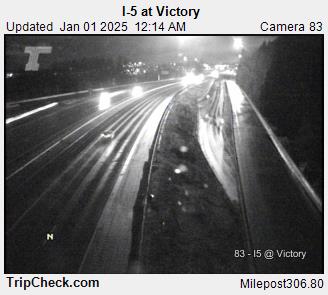 I-5 at Victory
Updated  Jan 01 2025  12:14 AM
Camera 83
T
N
83 - I5 @ Victory
TripCheck.com
Milepost306.80